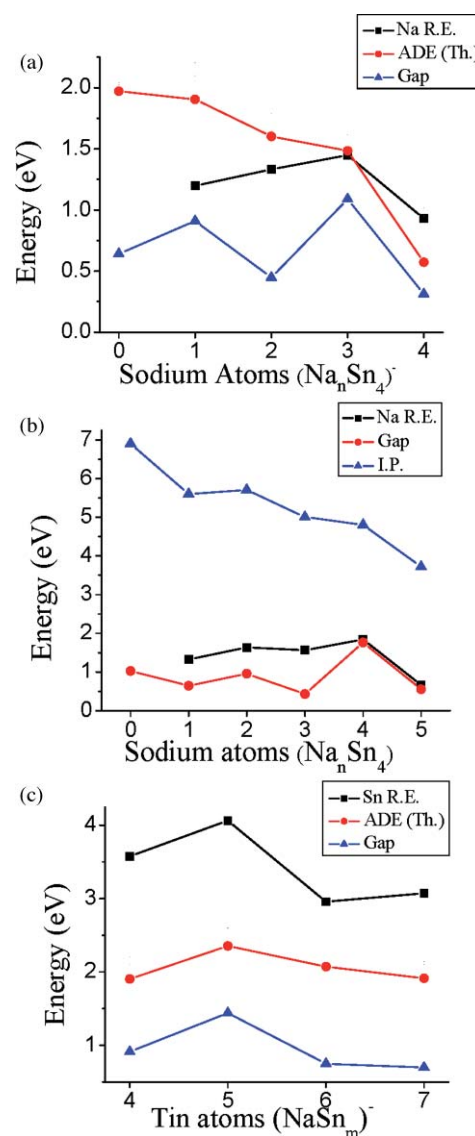 (a)
Na R.E.
ADE (Th.)
Gap
2.0
1.5
1.0
0.5
0.0
Energy (eV)
0 1 2 3 4
Sodium Atoms (NaₙSn₄)⁻
(b)
Na R.E.
Gap
I.P.
7
6
5
4
3
2
1
0
Energy (eV)
0 1 2 3 4 5
Sodium atoms (NaₙSn₄)
(c)
Sn R.E.
ADE (Th.)
Gap
4
3
2
1
Energy (eV)
4 5 6 7
Tin atoms (NaSnₘ)⁻